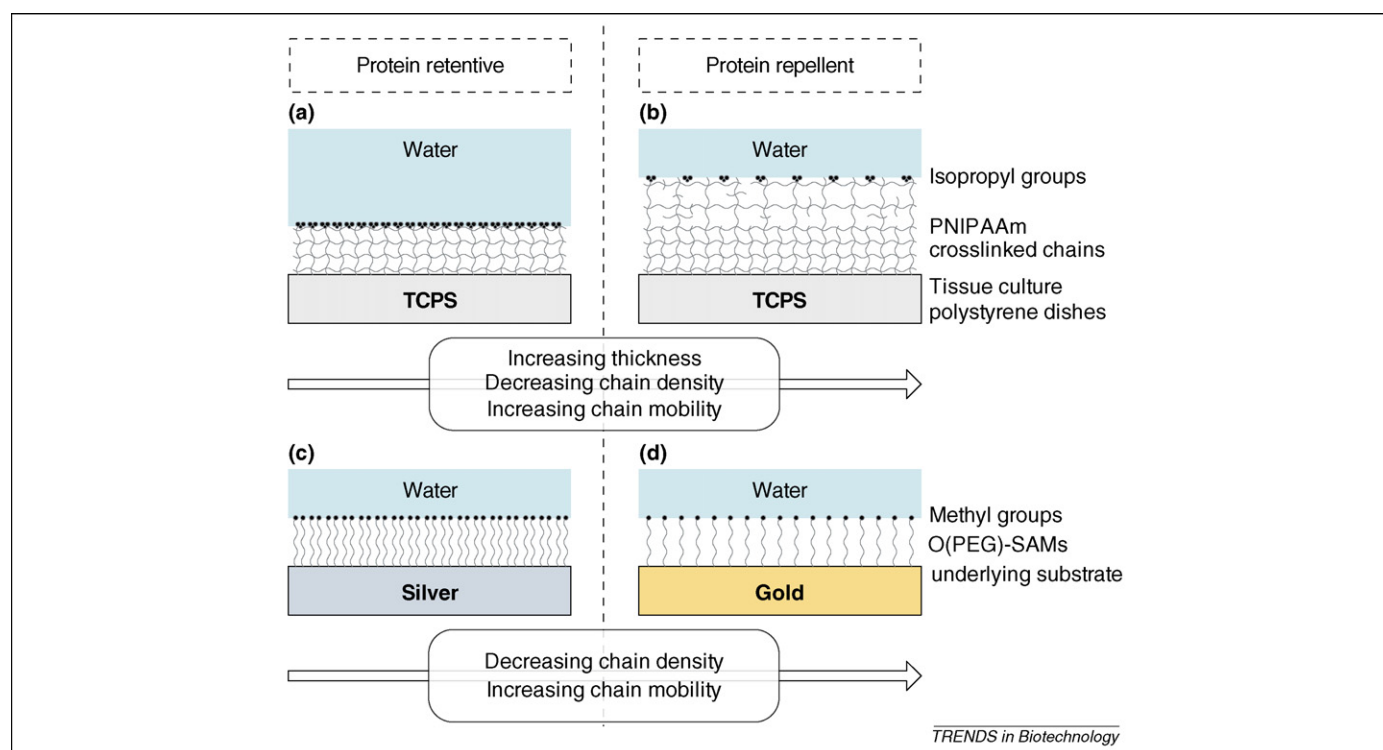 Protein retentive
Protein repellent
(a)
(b)
Water
Water
Isopropyl groups
PNIPAAm
crosslinked chains
TCPS
TCPS
Tissue culture
polystyrene dishes
Increasing thickness
Decreasing chain density
Increasing chain mobility
(c)
(d)
Water
Water
Methyl groups
O(PEG)-SAMs
underlying substrate
Silver
Gold
Decreasing chain density
Increasing chain mobility
TRENDS in Biotechnology